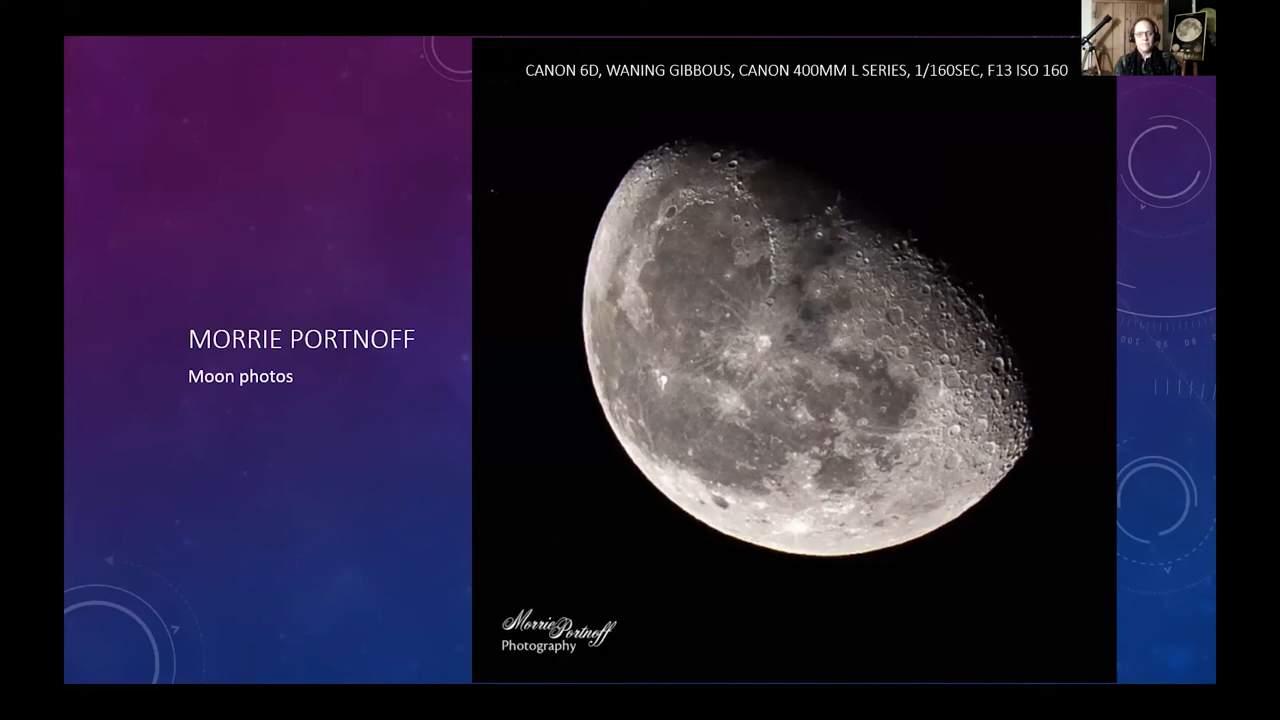 CANON 6D, WANING GIBBOUS, CANON 400MM L SERIES, 1/160SEC, F13 ISO 160
MORRIE PORTNOFF
Moon photos
Morrie Portnoff
Photography